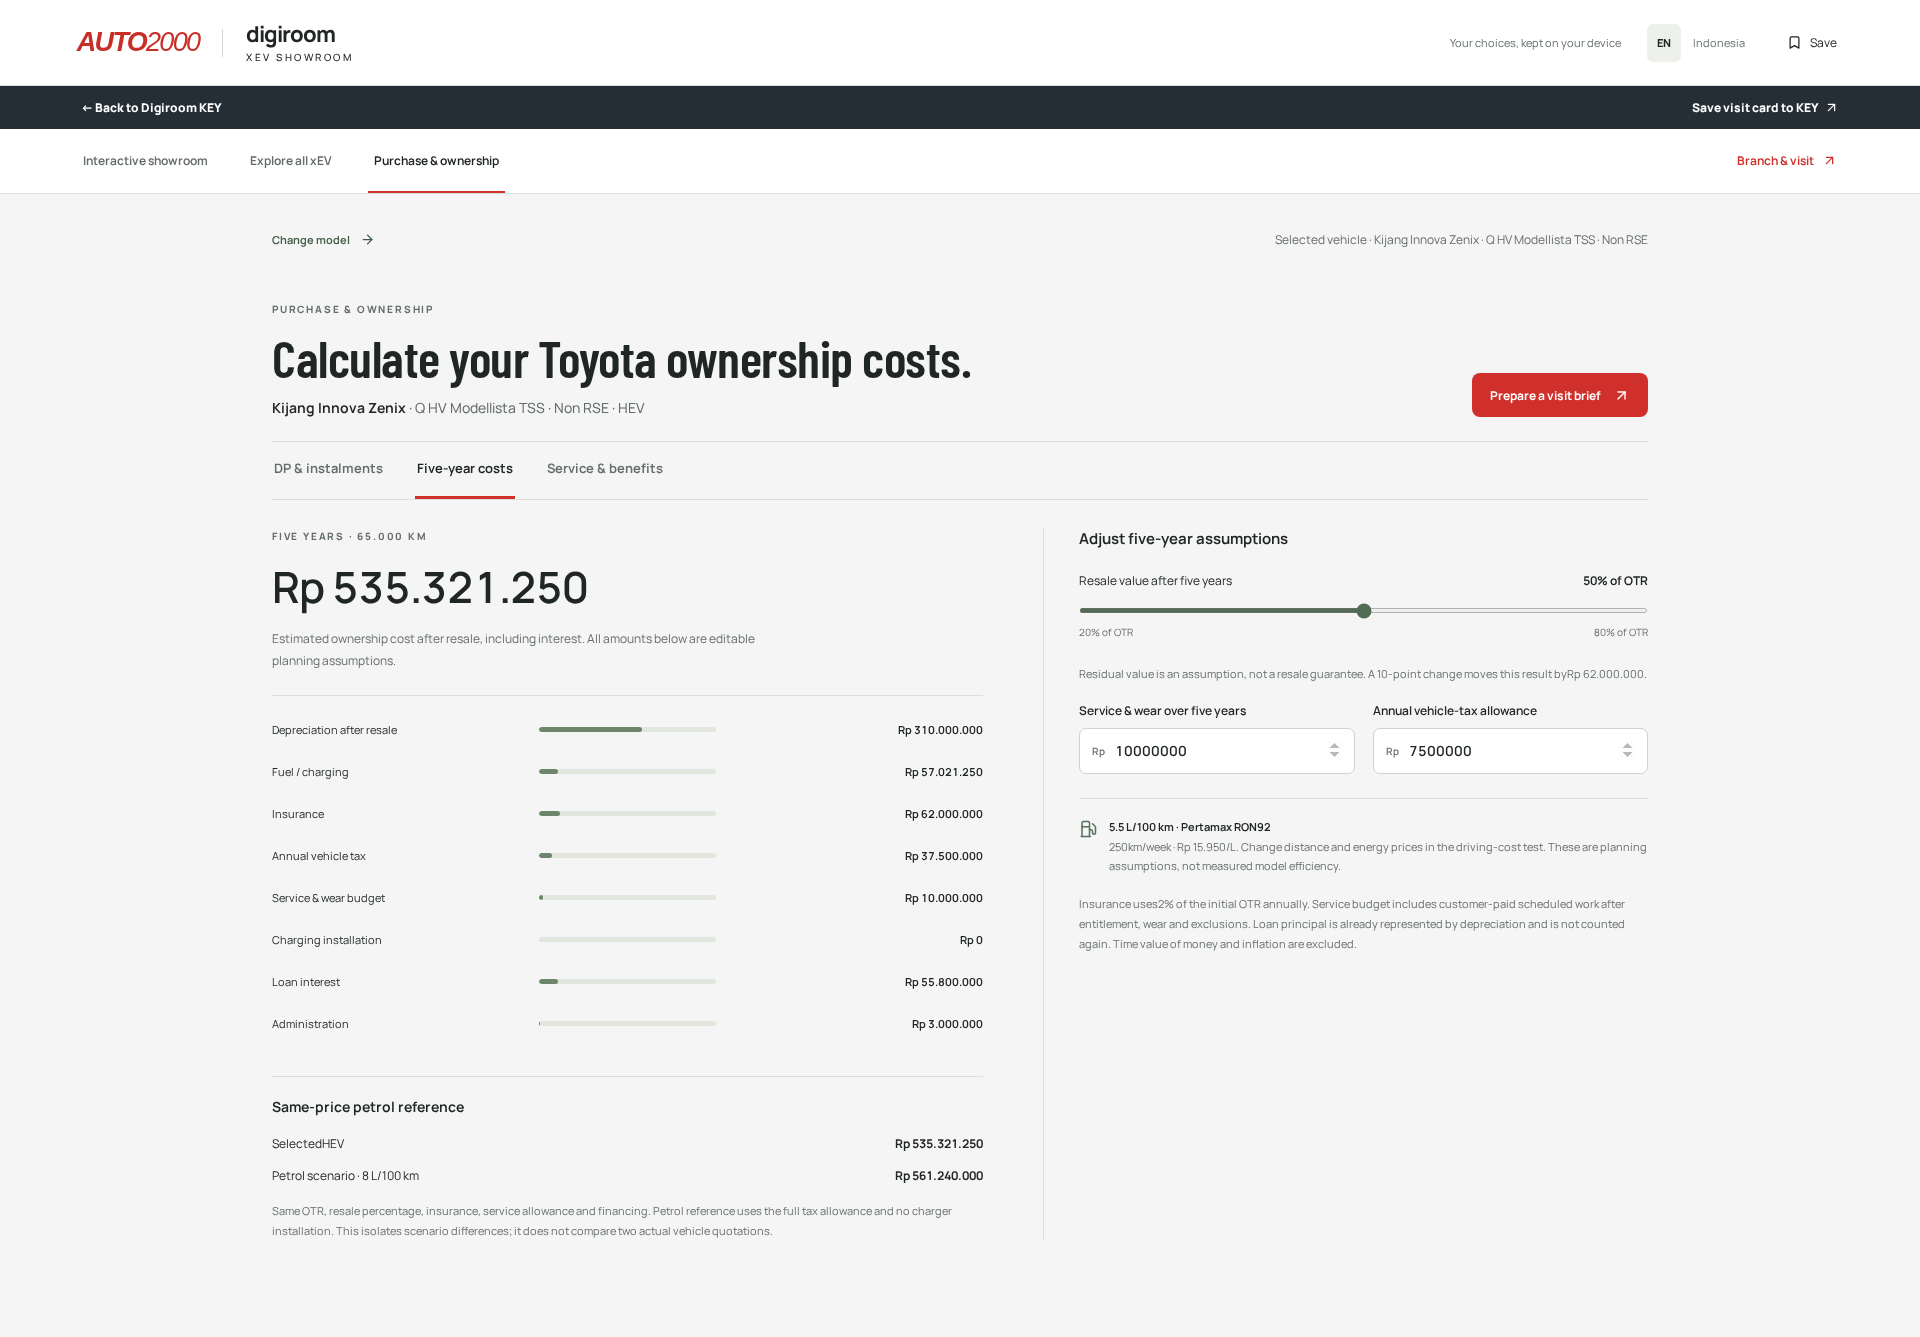 AUTO2000
digiroom
XEV SHOWROOM
Your choices, kept on your device
EN
Indonesia
Save
← Back to Digiroom KEY
Save visit card to KEY
Interactive showroom
Explore all xEV
Purchase & ownership
Branch & visit
Change model
Selected vehicle · Kijang Innova Zenix · Q HV Modellista TSS · Non RSE
PURCHASE & OWNERSHIP
Calculate your Toyota ownership costs.
Kijang Innova Zenix · Q HV Modellista TSS · Non RSE · HEV
Prepare a visit brief
DP & instalments
Five-year costs
Service & benefits
FIVE YEARS · 65.000 KM
Rp 535.321.250
Estimated ownership cost after resale, including interest. All amounts below are editable
planning assumptions.
Depreciation after resale
Rp 310.000.000
Fuel / charging
Rp 57.021.250
Insurance
Rp 62.000.000
Annual vehicle tax
Rp 37.500.000
Service & wear budget
Rp 10.000.000
Charging installation
Rp 0
Loan interest
Rp 55.800.000
Administration
Rp 3.000.000
Same-price petrol reference
SelectedHEV
Rp 535.321.250
Petrol scenario · 8 L/100 km
Rp 561.240.000
Same OTR, resale percentage, insurance, service allowance and financing. Petrol reference uses the full tax allowance and no charger
installation. This isolates scenario differences; it does not compare two actual vehicle quotations.
Adjust five-year assumptions
Resale value after five years
50% of OTR
20% of OTR
80% of OTR
Residual value is an assumption, not a resale guarantee. A 10-point change moves this result byRp 62.000.000.
Service & wear over five years
Rp 10000000
Annual vehicle-tax allowance
Rp 7500000
5.5 L/100 km · Pertamax RON92
250km/week · Rp 15.950/L. Change distance and energy prices in the driving-cost test. These are planning
assumptions, not measured model efficiency.
Insurance uses2% of the initial OTR annually. Service budget includes customer-paid scheduled work after
entitlement, wear and exclusions. Loan principal is already represented by depreciation and is not counted
again. Time value of money and inflation are excluded.